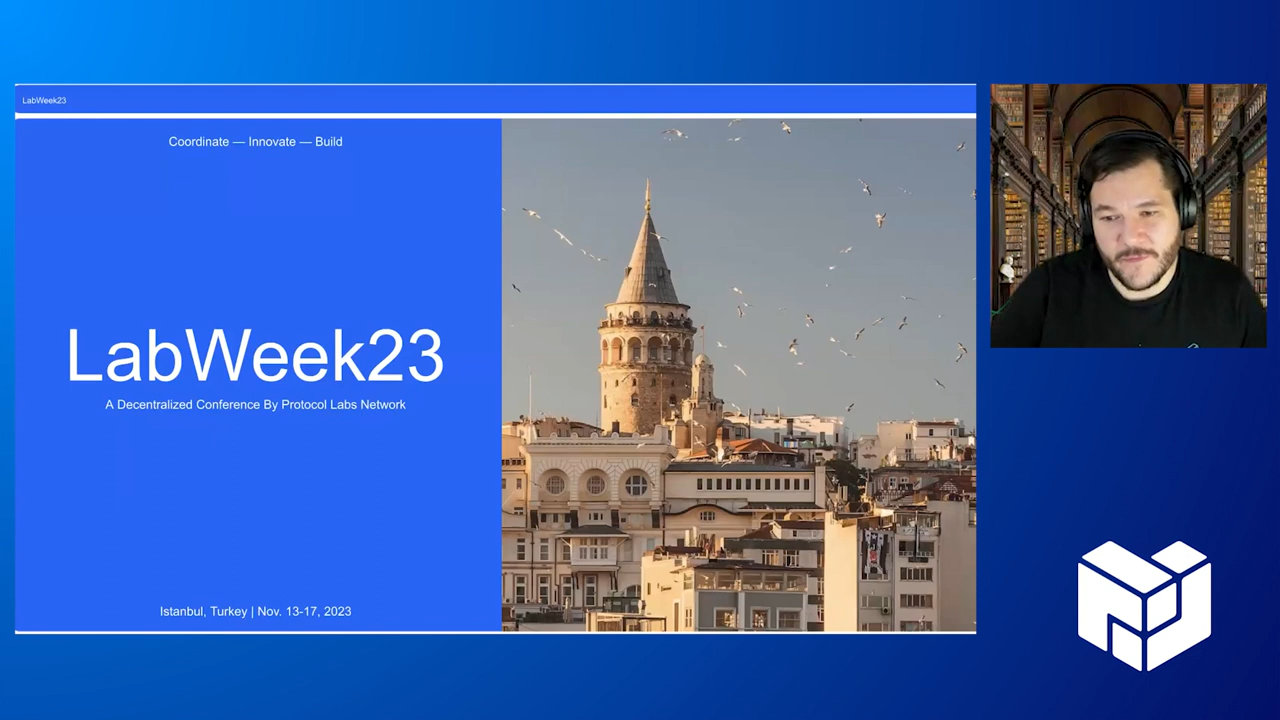 LabWeek23
Coordinate — Innovate — Build
LabWeek23
A Decentralized Conference By Protocol Labs Network
Istanbul, Turkey | Nov. 13-17, 2023